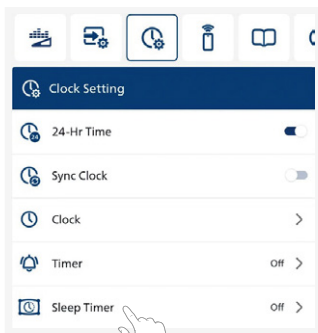 Clock Setting
24-Hr Time
Sync Clock
Clock
Timer Off
Sleep Timer Off